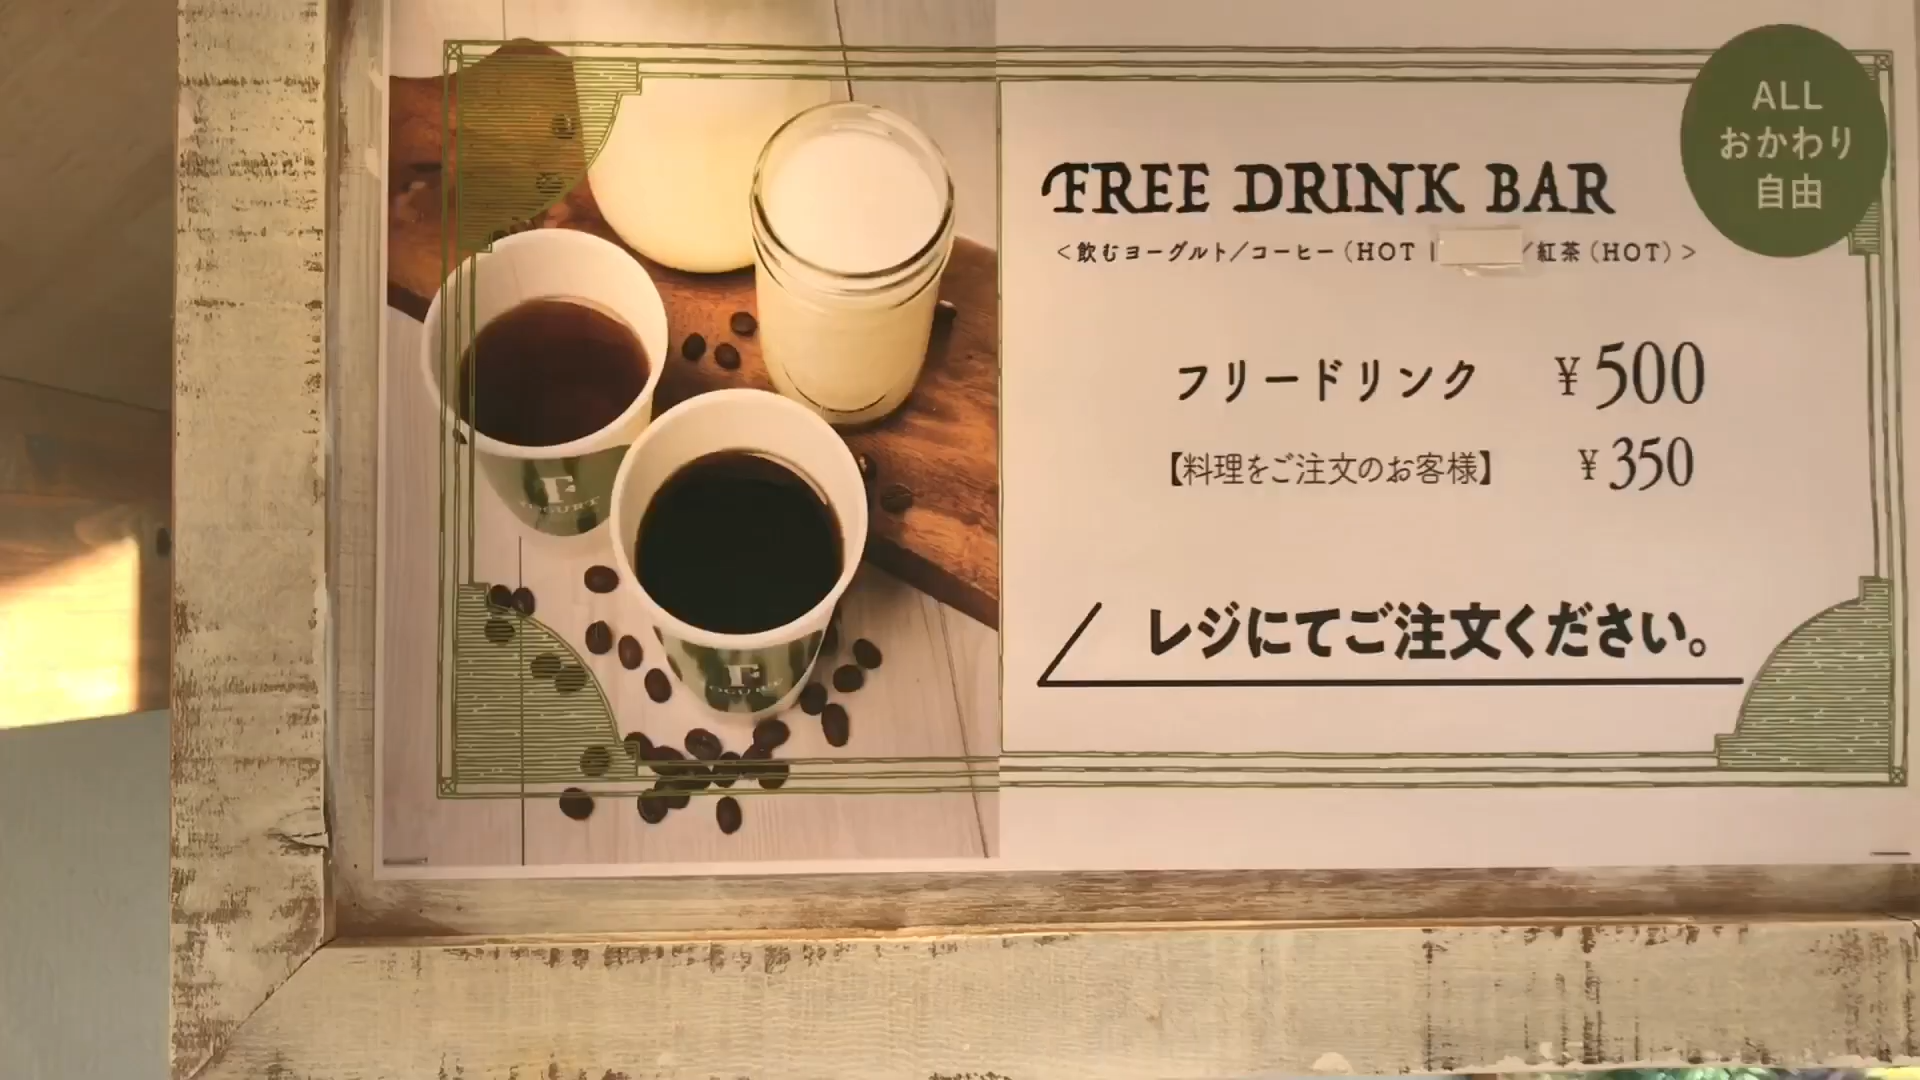 ALL
おかわり
自由
FREE DRINK BAR
<飲むヨーグルト/コーヒー(HOT | /紅茶(HOT)>
フリードリンク ¥500
【料理をご注文のお客様】 ¥350
レジにてご注文ください。
F
YOGURT
F
YOGURT